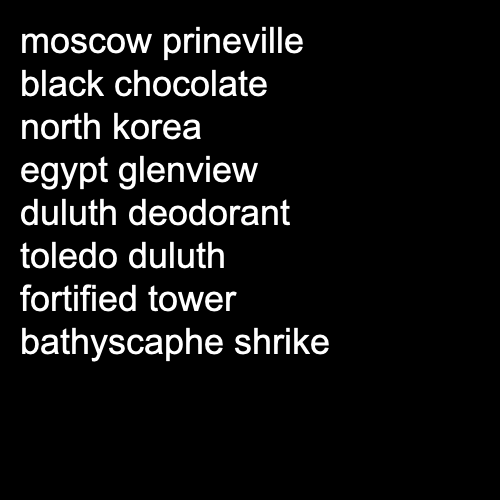 moscow prineville
black chocolate
north korea
egypt glenview
duluth deodorant
toledo duluth
fortified tower
bathyscaphe shrike